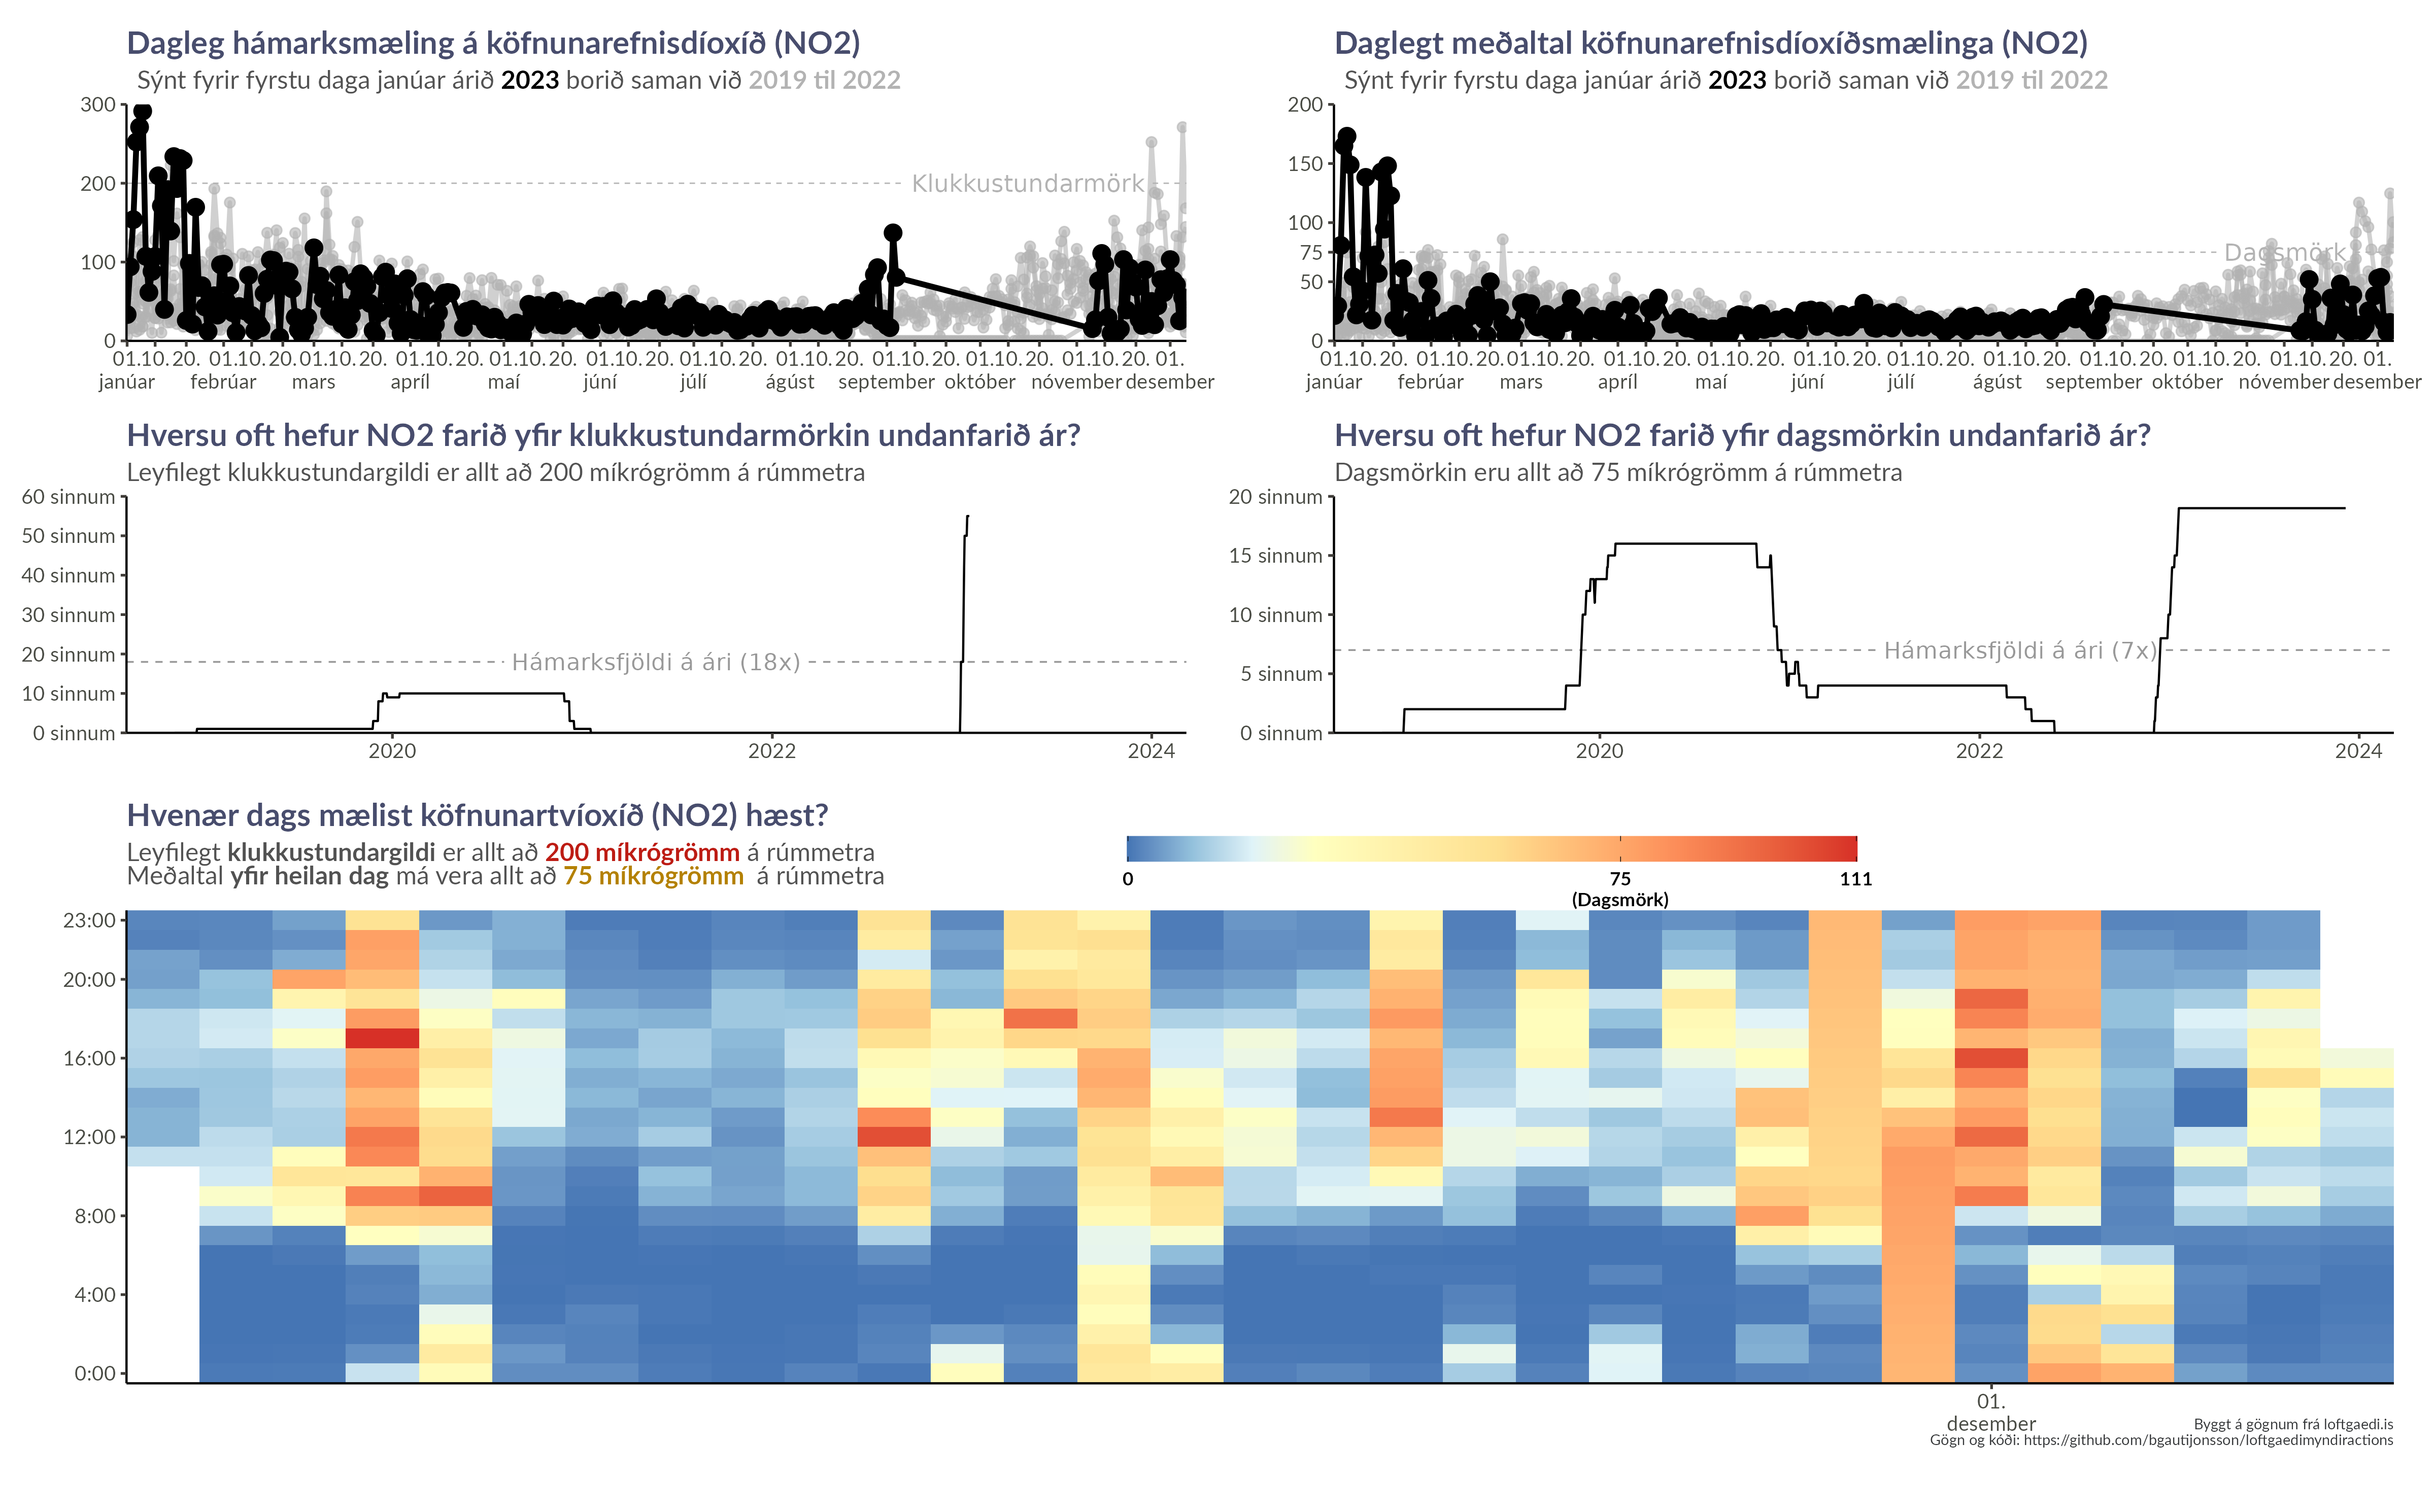 Dagleg hámarksmæling á köfnunarefnisdíoxíð (NO2)
Sýnt fyrir fyrstu daga janúar árið 2023 borið saman við 2019 til 2022
300
200
100
0
Klukkustundarmörk
01. 10. 20. 01. 10. 20. 01. 10. 20. 01. 10. 20. 01. 10. 20. 01. 10. 20. 01. 10. 20. 01. 10. 20. 01. 10. 20. 01. 10. 20. 01. 10. 20. 01.
janúar febrúar mars apríl maí júní júlí ágúst september október nóvember desember
Daglegt meðaltal köfnunarefnisdíoxíðsmælinga (NO2)
Sýnt fyrir fyrstu daga janúar árið 2023 borið saman við 2019 til 2022
200
150
100
75
50
0
Dagsmörk
01. 10. 20. 01. 10. 20. 01. 10. 20. 01. 10. 20. 01. 10. 20. 01. 10. 20. 01. 10. 20. 01. 10. 20. 01. 10. 20. 01. 10. 20. 01. 10. 20. 01.
janúar febrúar mars apríl maí júní júlí ágúst september október nóvember desember
Hversu oft hefur NO2 farið yfir klukkustundarmörkin undanfarið ár?
Leyfilegt klukkustundargildi er allt að 200 míkrógrömm á rúmmetra
60 sinnum
50 sinnum
40 sinnum
30 sinnum
20 sinnum
10 sinnum
0 sinnum
Hámarksfjöldi á ári (18x)
2020 2022 2024
Hversu oft hefur NO2 farið yfir dagsmörkin undanfarið ár?
Dagsmörkin eru allt að 75 míkrógrömm á rúmmetra
20 sinnum
15 sinnum
10 sinnum
5 sinnum
0 sinnum
Hámarksfjöldi á ári (7x)
2020 2022 2024
Hvenær dags mælist köfnunartvíoxíð (NO2) hæst?
Leyfilegt klukkustundargildi er allt að 200 míkrógrömm á rúmmetra
Meðaltal yfir heilan dag má vera allt að 75 míkrógrömm á rúmmetra
0 75 111
(Dagsmörk)
23:00
20:00
16:00
12:00
8:00
4:00
0:00
01.
desember
Byggt á gögnum frá loftgaedi.is
Gögn og kóði: https://github.com/bgautijonsson/loftgaedimyndiractions